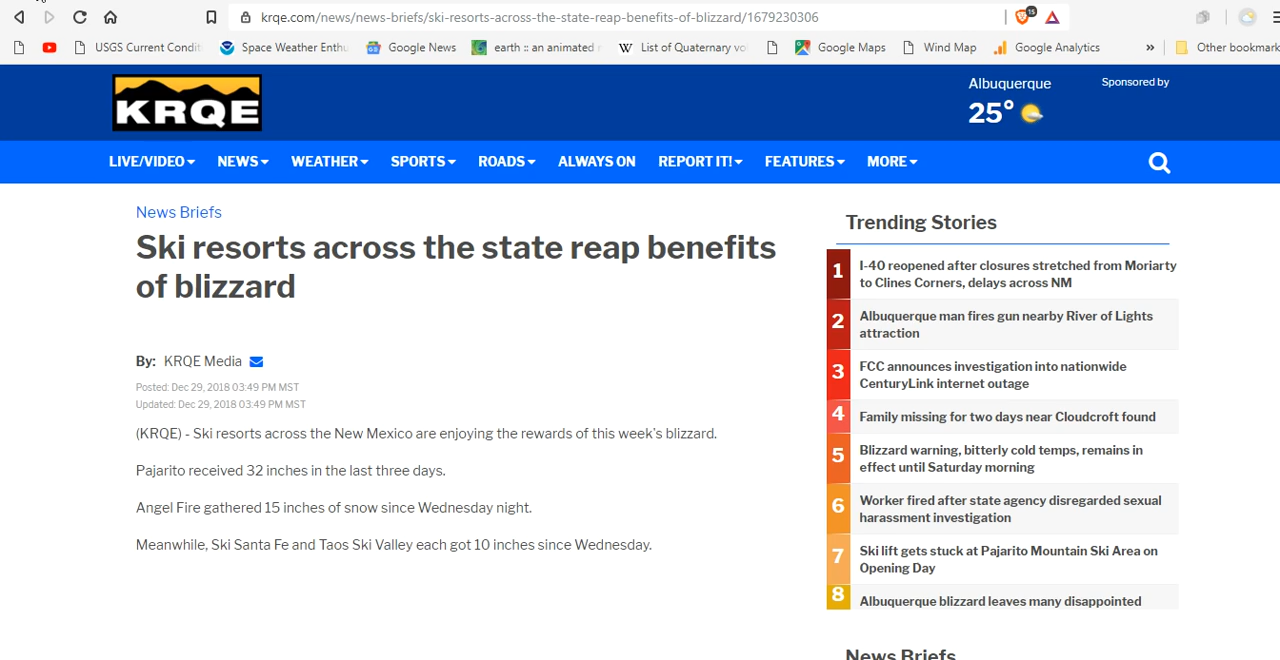 krqe.com/news/news-briefs/ski-resorts-across-the-state-reap-benefits-of-blizzard/1679230306
15
USGS Current Condit
Space Weather Enthu
Google News
earth :: an animated
W List of Quaternary vo
Google Maps
Wind Map
Google Analytics
»
Other bookmark
KRQE
Albuquerque
25°
Sponsored by
LIVE/VIDEO NEWS WEATHER SPORTS ROADS ALWAYS ON REPORT IT! FEATURES MORE
News Briefs
Ski resorts across the state reap benefits
of blizzard
By: KRQE Media
Posted: Dec 29, 2018 03:49 PM MST
Updated: Dec 29, 2018 03:49 PM MST
(KRQE) - Ski resorts across the New Mexico are enjoying the rewards of this week's blizzard.
Pajarito received 32 inches in the last three days.
Angel Fire gathered 15 inches of snow since Wednesday night.
Meanwhile, Ski Santa Fe and Taos Ski Valley each got 10 inches since Wednesday.
Trending Stories
1 I-40 reopened after closures stretched from Moriarty
to Clines Corners, delays across NM
2 Albuquerque man fires gun nearby River of Lights
attraction
3 FCC announces investigation into nationwide
CenturyLink internet outage
4 Family missing for two days near Cloudcroft found
5 Blizzard warning, bitterly cold temps, remains in
effect until Saturday morning
6 Worker fired after state agency disregarded sexual
harassment investigation
7 Ski lift gets stuck at Pajarito Mountain Ski Area on
Opening Day
8 Albuquerque blizzard leaves many disappointed
News Briefs